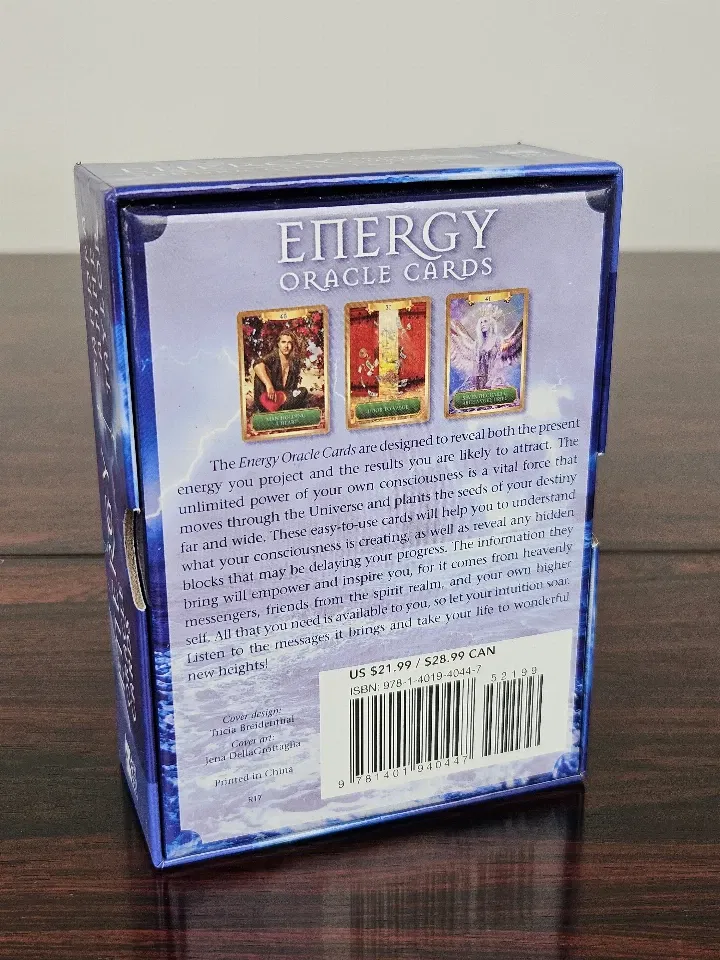 ENERGY
ORACLE CARDS
48
MAN HOLDING
A HEART
41
The Energy Oracle Cards are designed to reveal both the present
energy you project and the results you are likely to attract. The
unlimited power of your own consciousness is a vital force that
moves through the Universe and plants the seeds of your destiny
far and wide. These easy-to-use cards will help you to understand
what your consciousness is creating, as well as reveal any hidden
blocks that may be delaying your progress. The information they
bring will empower and inspire you, for it comes from heavenly
messengers, friends from the spirit realm, and your own higher
self. All that you need is available to you, so let your intuition soar.
Listen to the messages it brings and take your life to wonderful
new heights!
US $21.99 / $28.99 CAN
ISBN: 978-1-4019-4044-7
52199
9 781401 940447
Cover design:
Tricia Breidenthal
Cover art:
Jena DellaGrottaglia
Printed in China
R17